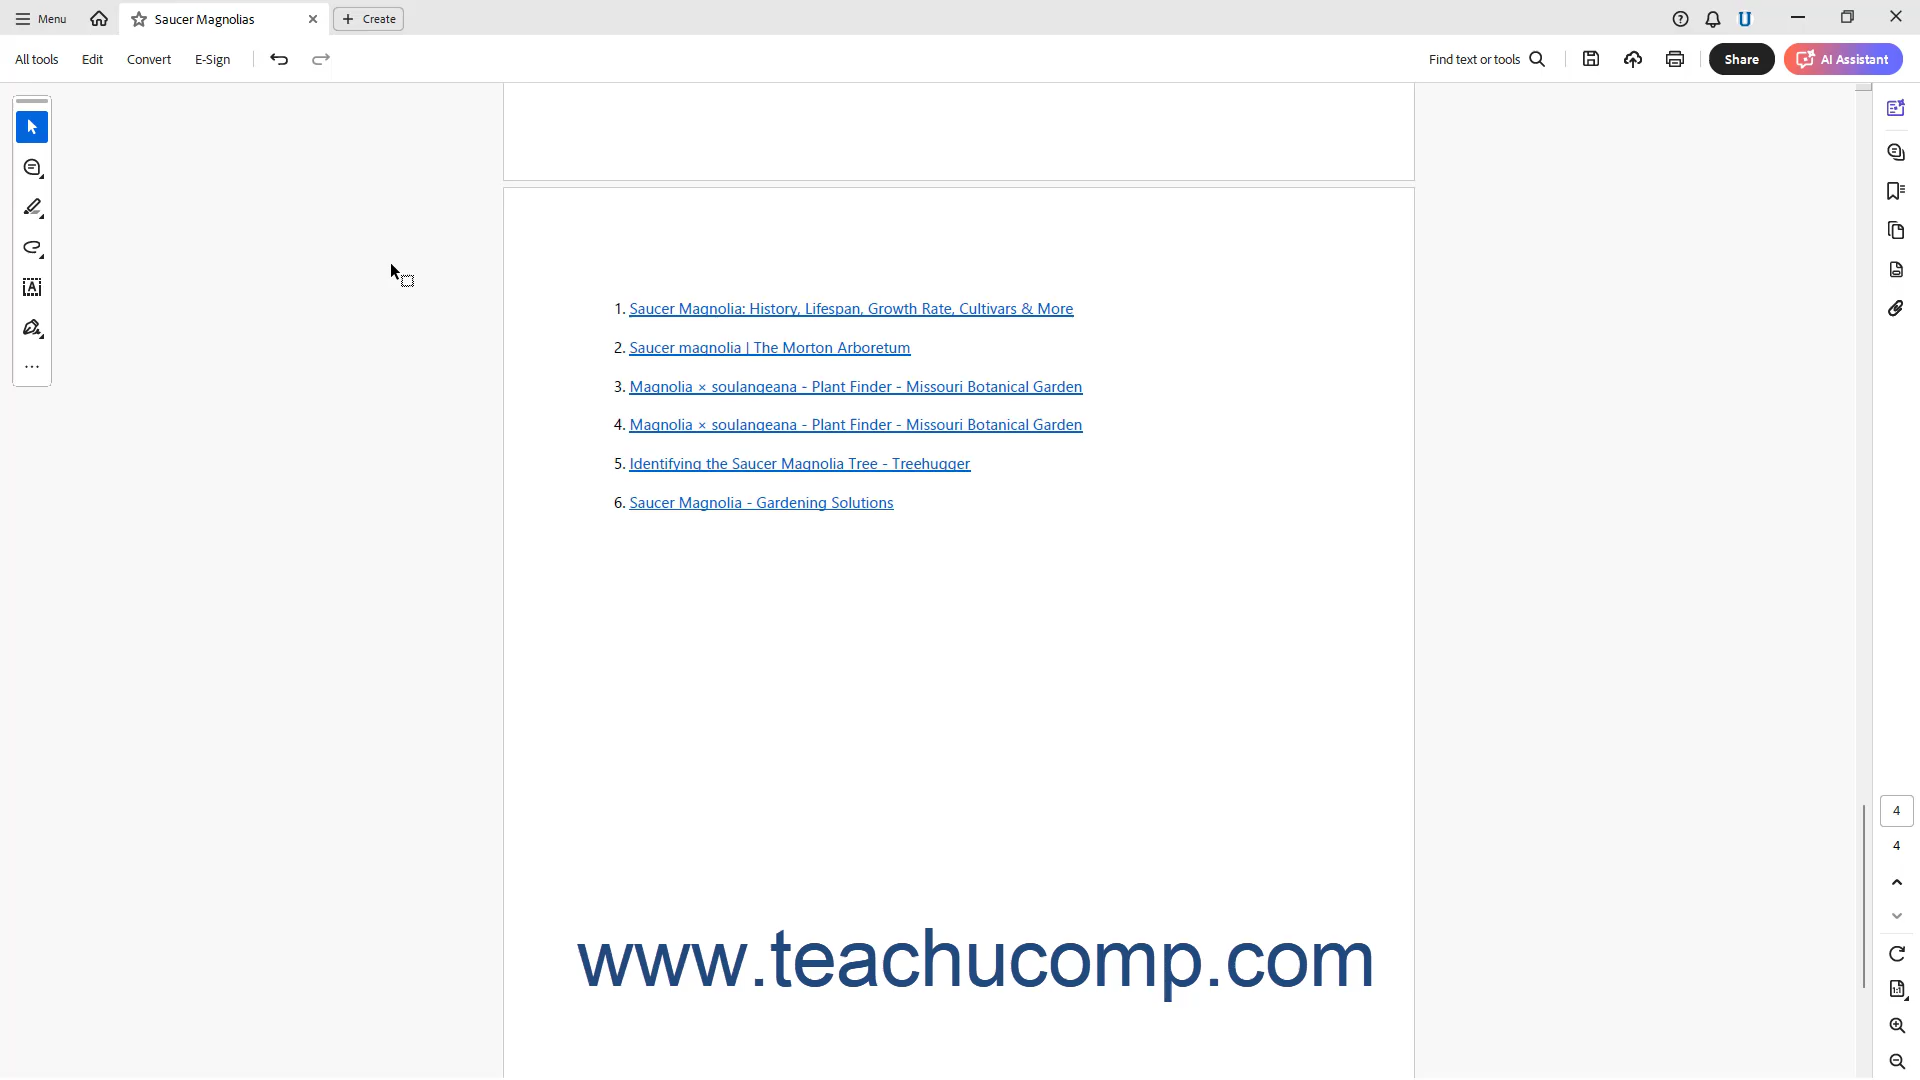 Menu
Saucer Magnolias
Create
U
All tools
Edit
Convert
E-Sign
Find text or tools
Share
AI Assistant
A
1. Saucer Magnolia: History, Lifespan, Growth Rate, Cultivars & More
2. Saucer magnolia | The Morton Arboretum
3. Magnolia × soulangeana - Plant Finder - Missouri Botanical Garden
4. Magnolia × soulangeana - Plant Finder - Missouri Botanical Garden
5. Identifying the Saucer Magnolia Tree - Treehugger
6. Saucer Magnolia - Gardening Solutions
4
4
1:1
www.teachucomp.com